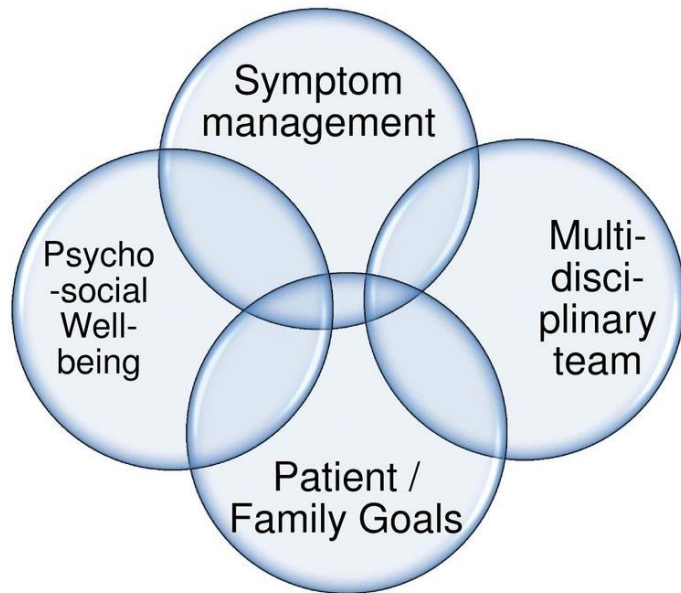 Symptom
management
Psycho
-social
Well-
being
Multi-
disci-
plinary
team
Patient /
Family Goals